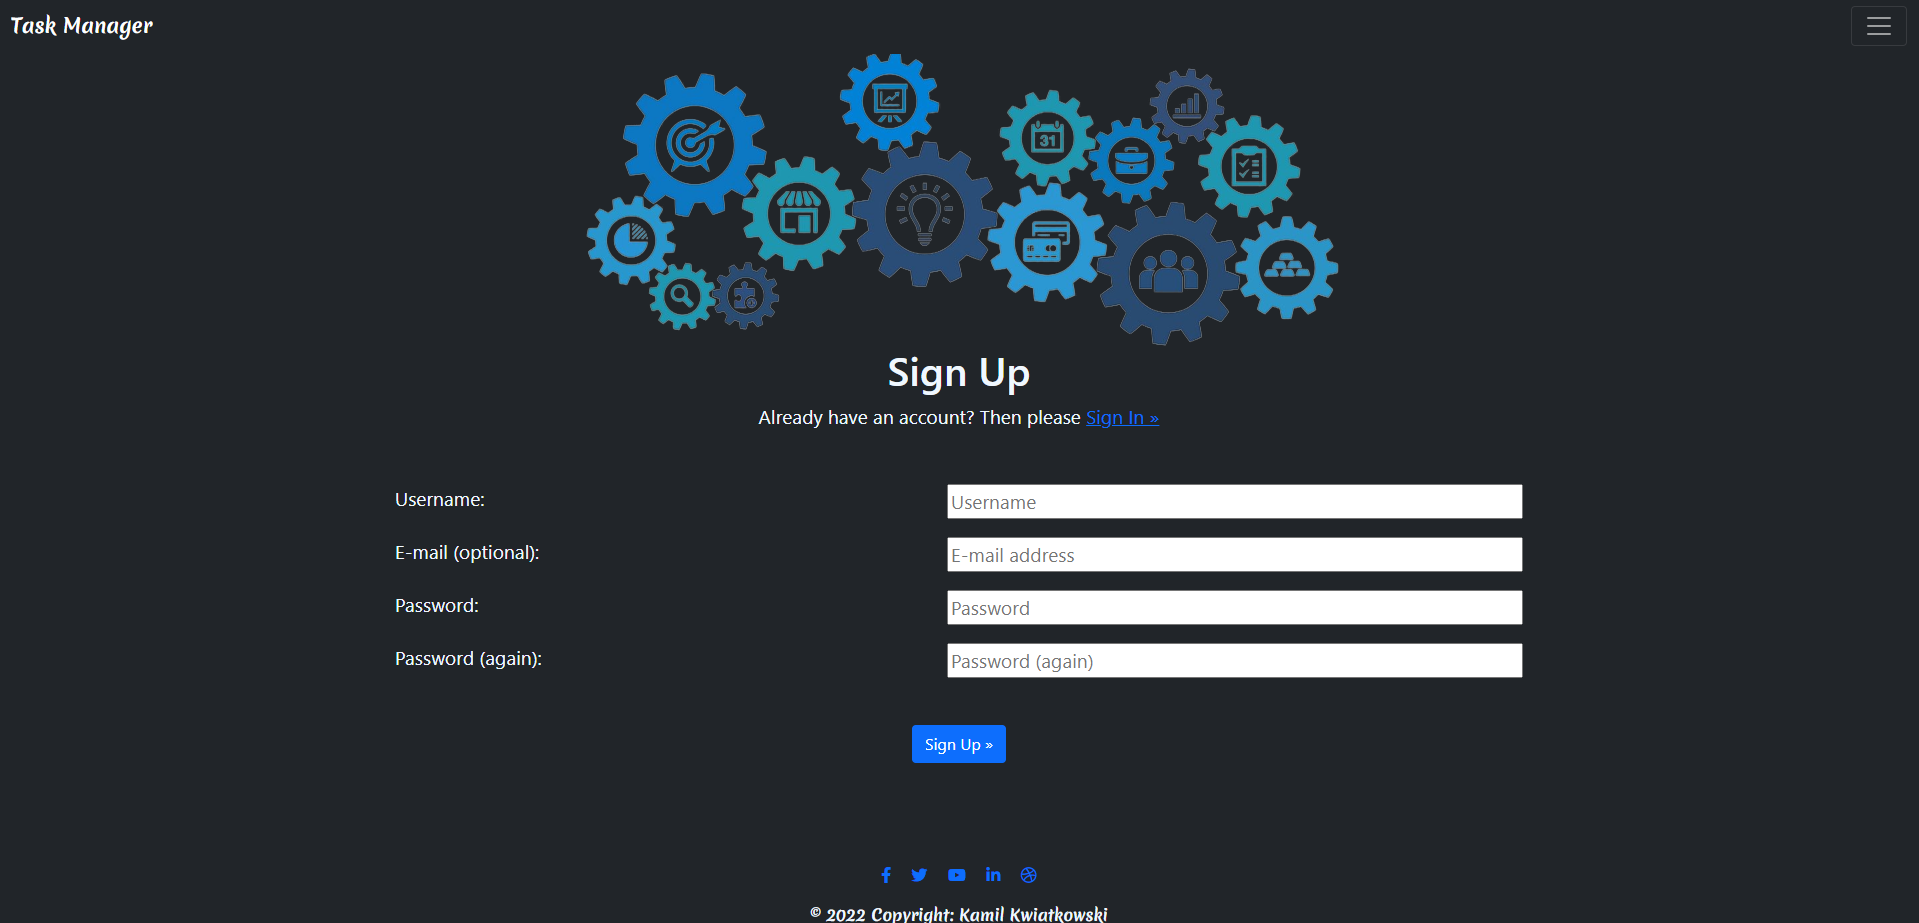 Task Manager
31
Sign Up
Already have an account? Then please Sign In »
Username:
Username
E-mail (optional):
E-mail address
Password:
Password
Password (again):
Password (again)
Sign Up »
© 2022 Copyright: Kamil Kwiatkowski